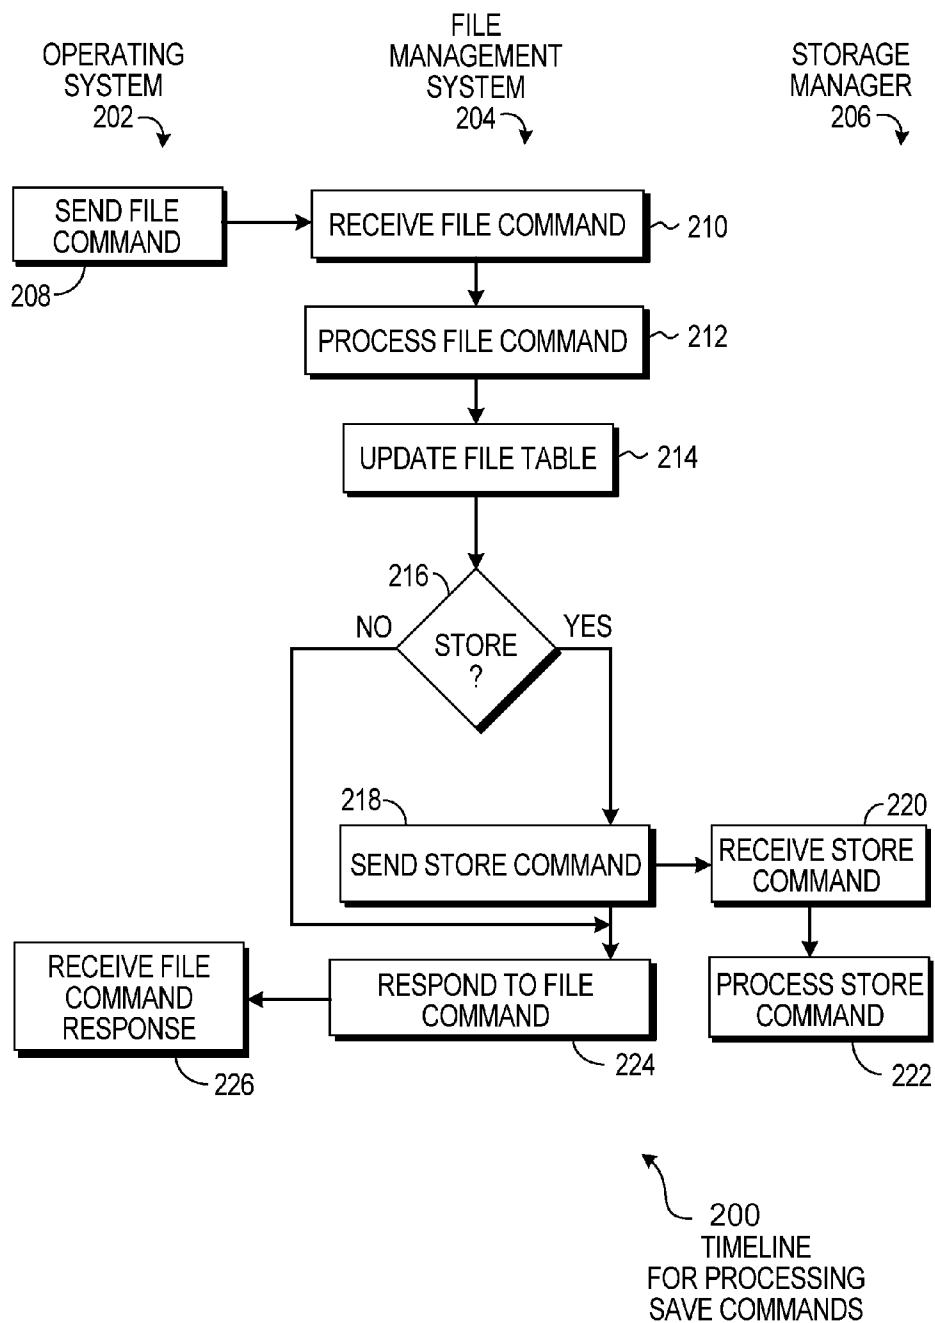 OPERATING
SYSTEM
202
FILE
MANAGEMENT
SYSTEM
204
STORAGE
MANAGER
206
SEND FILE
COMMAND
208
RECEIVE FILE COMMAND
210
PROCESS FILE COMMAND
212
UPDATE FILE TABLE
214
216
STORE
?
NO
YES
218
SEND STORE COMMAND
220
RECEIVE STORE
COMMAND
RECEIVE FILE
COMMAND
RESPONSE
226
RESPOND TO FILE
COMMAND
224
PROCESS STORE
COMMAND
222
200
TIMELINE
FOR PROCESSING
SAVE COMMANDS